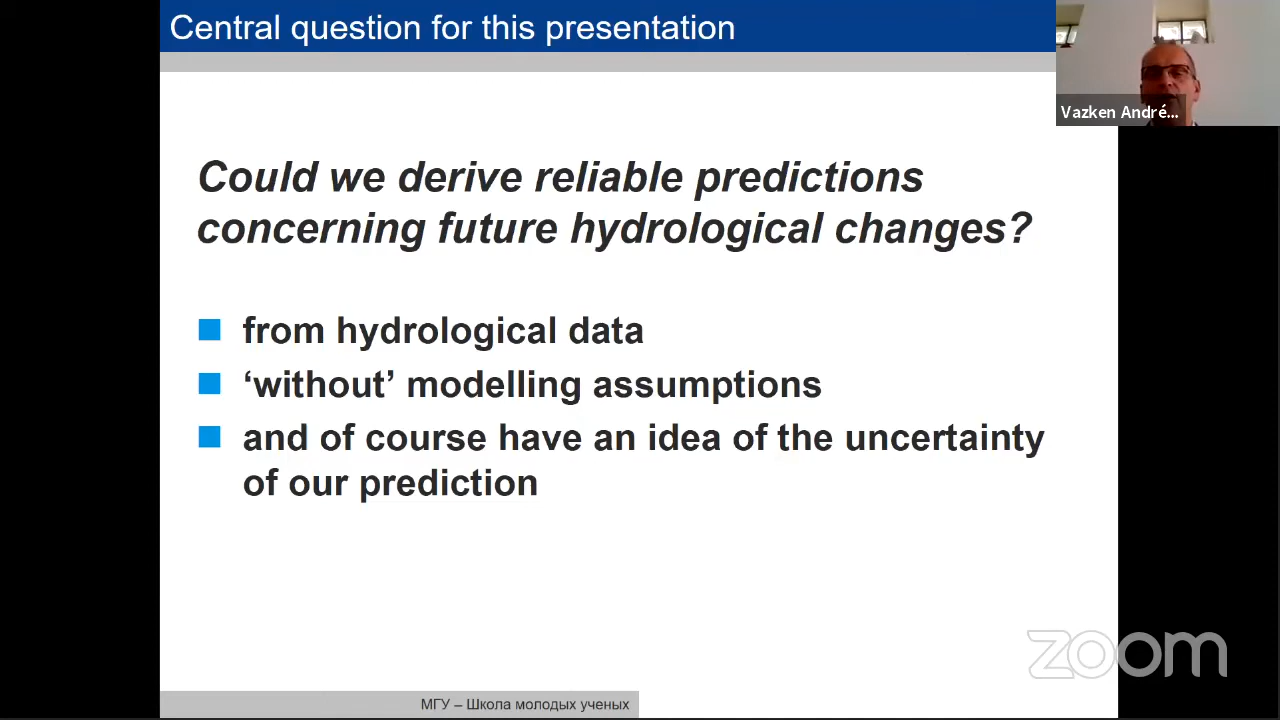 Central question for this presentation
Vazken André...
Could we derive reliable predictions
concerning future hydrological changes?
from hydrological data
‘without’ modelling assumptions
and of course have an idea of the uncertainty
of our prediction
zoom
МГУ – Школа молодых ученых